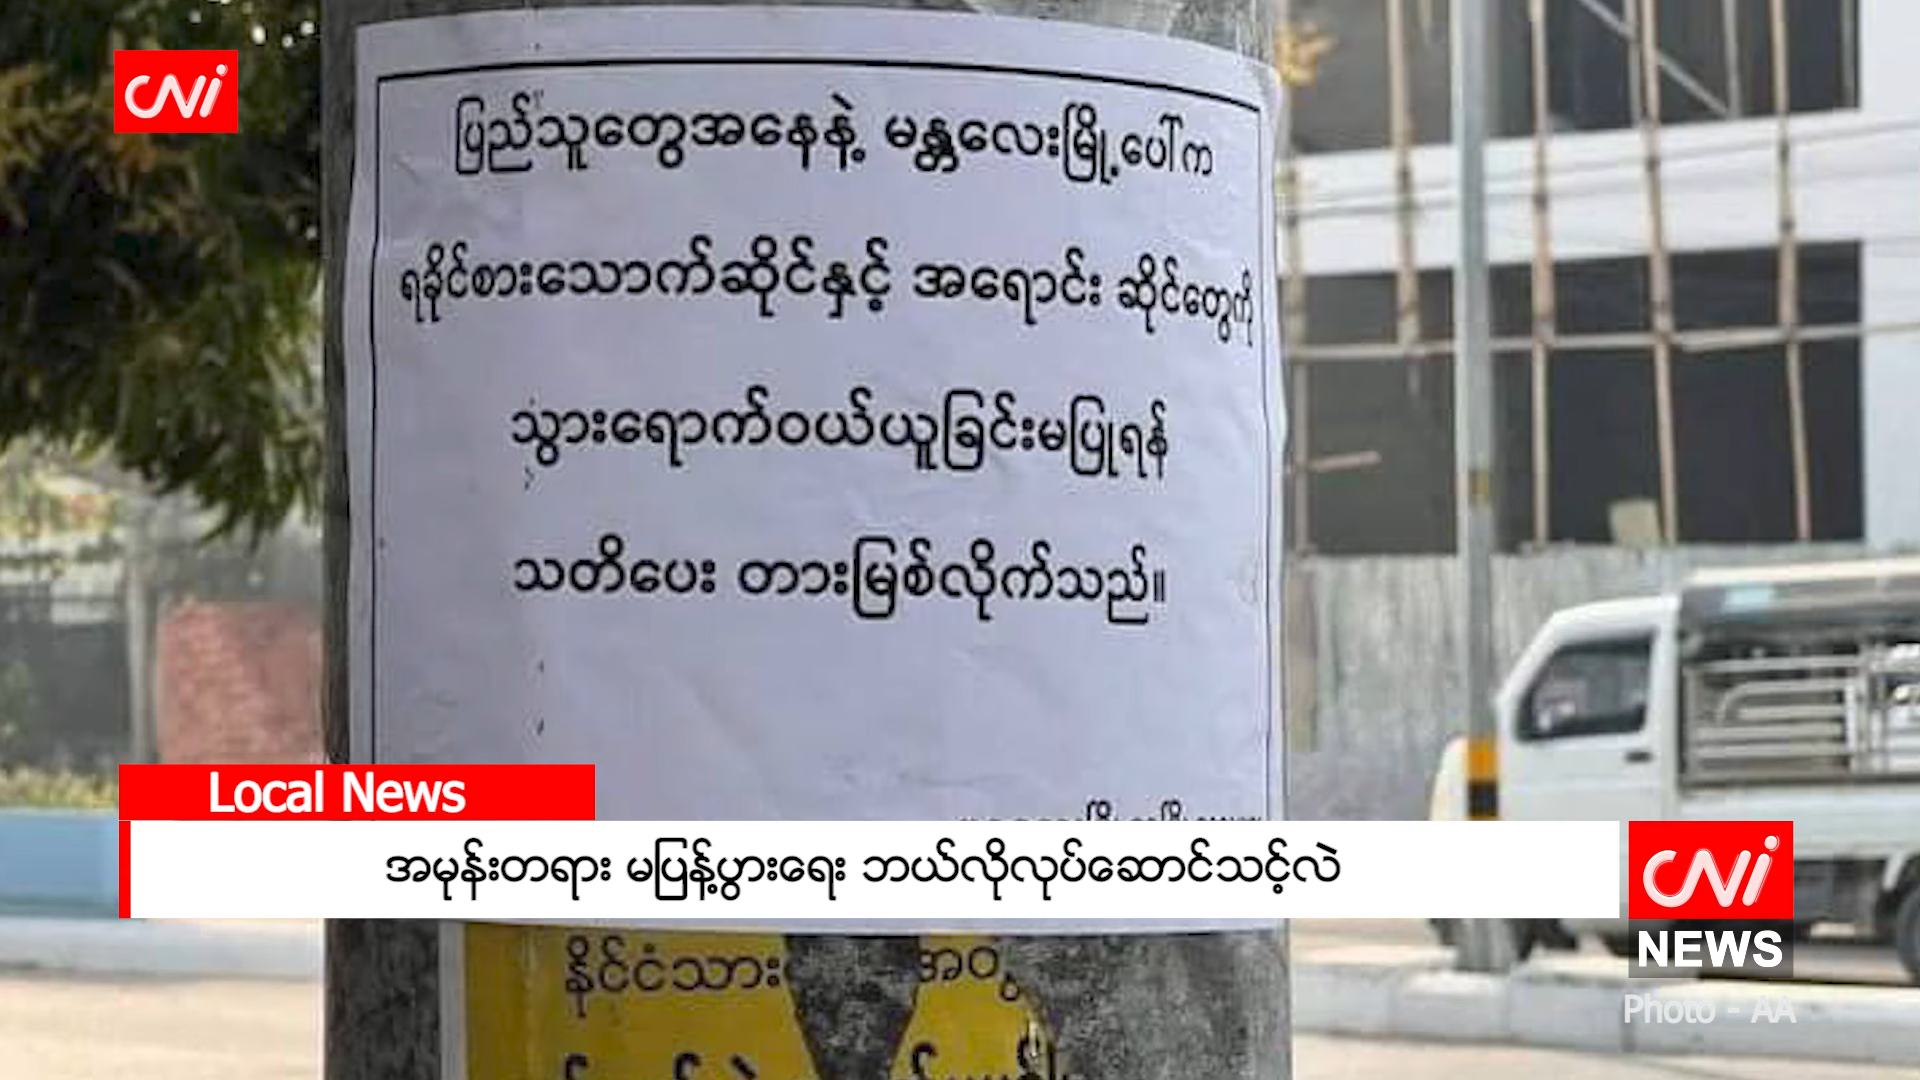 CNI
ပြည်သူတွေအနေနဲ့ မန္တလေးမြို့ပေါ်က
ရခိုင်စားသောက်ဆိုင်နှင့် အရောင်း ဆိုင်တွေကို
သွားရောက်ဝယ်ယူခြင်းမပြုရန်
သတိပေး တားမြစ်လိုက်သည်။
Local News
အမုန်းတရား မပြန့်ပွားရေး ဘယ်လိုလုပ်ဆောင်သင့်လဲ
CNI
NEWS
နိုင်ငံသား
Photo - AA